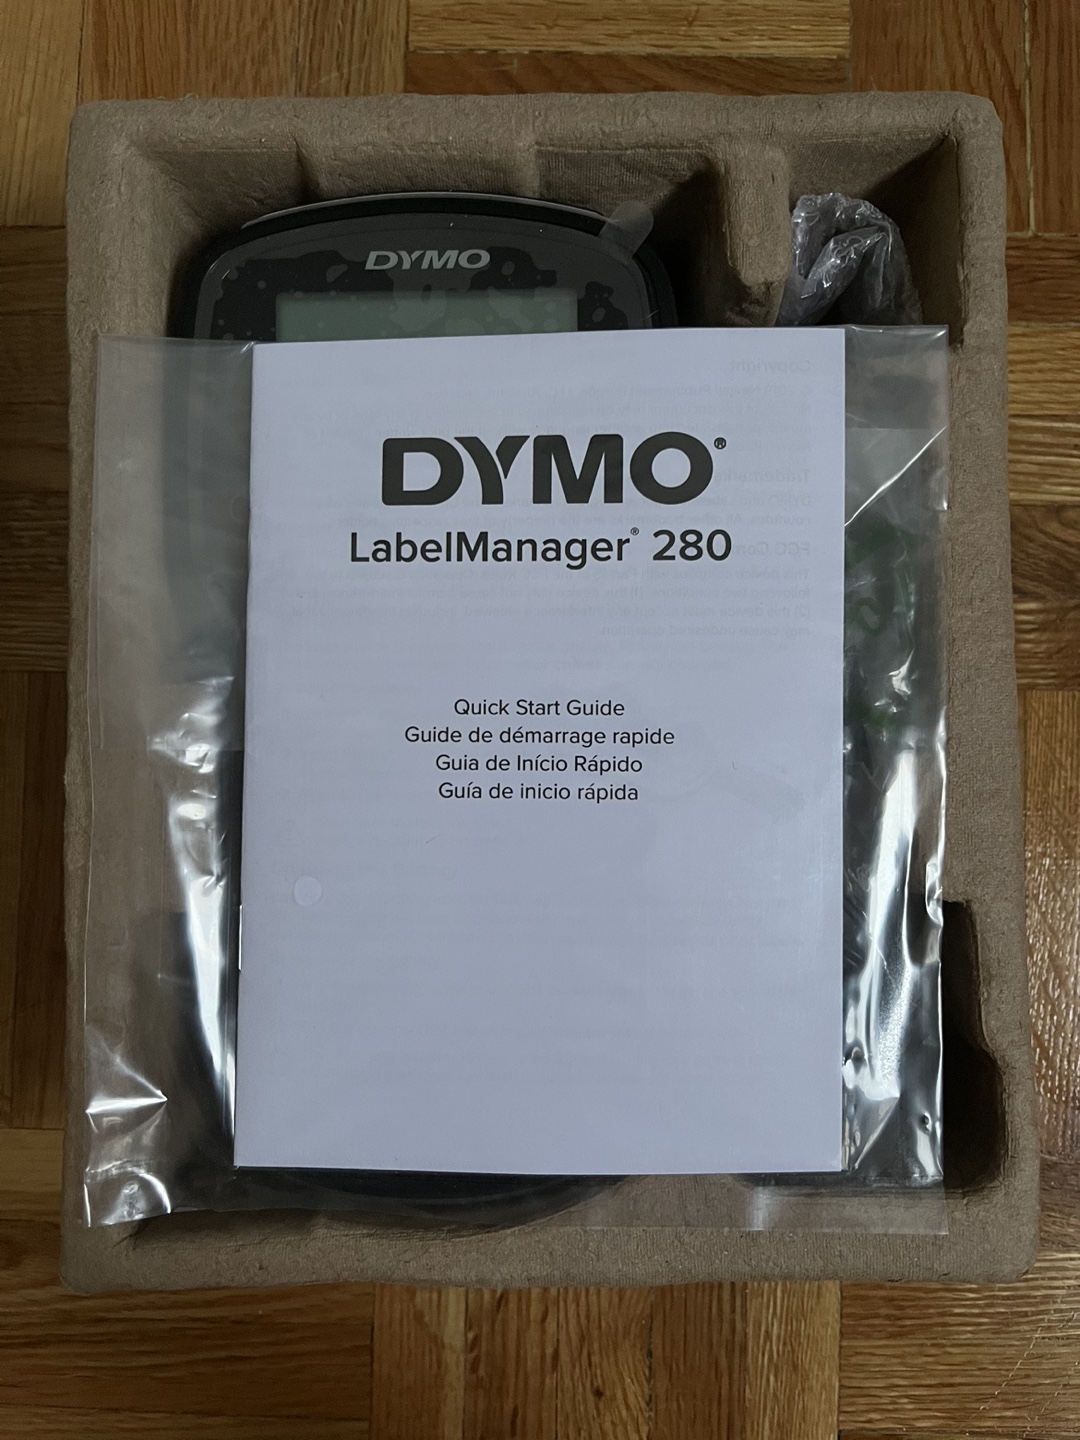 DYMO
DYMO®
LabelManager® 280
Quick Start Guide
Guide de démarrage rapide
Guia de Início Rápido
Guía de inicio rápida
Copyright